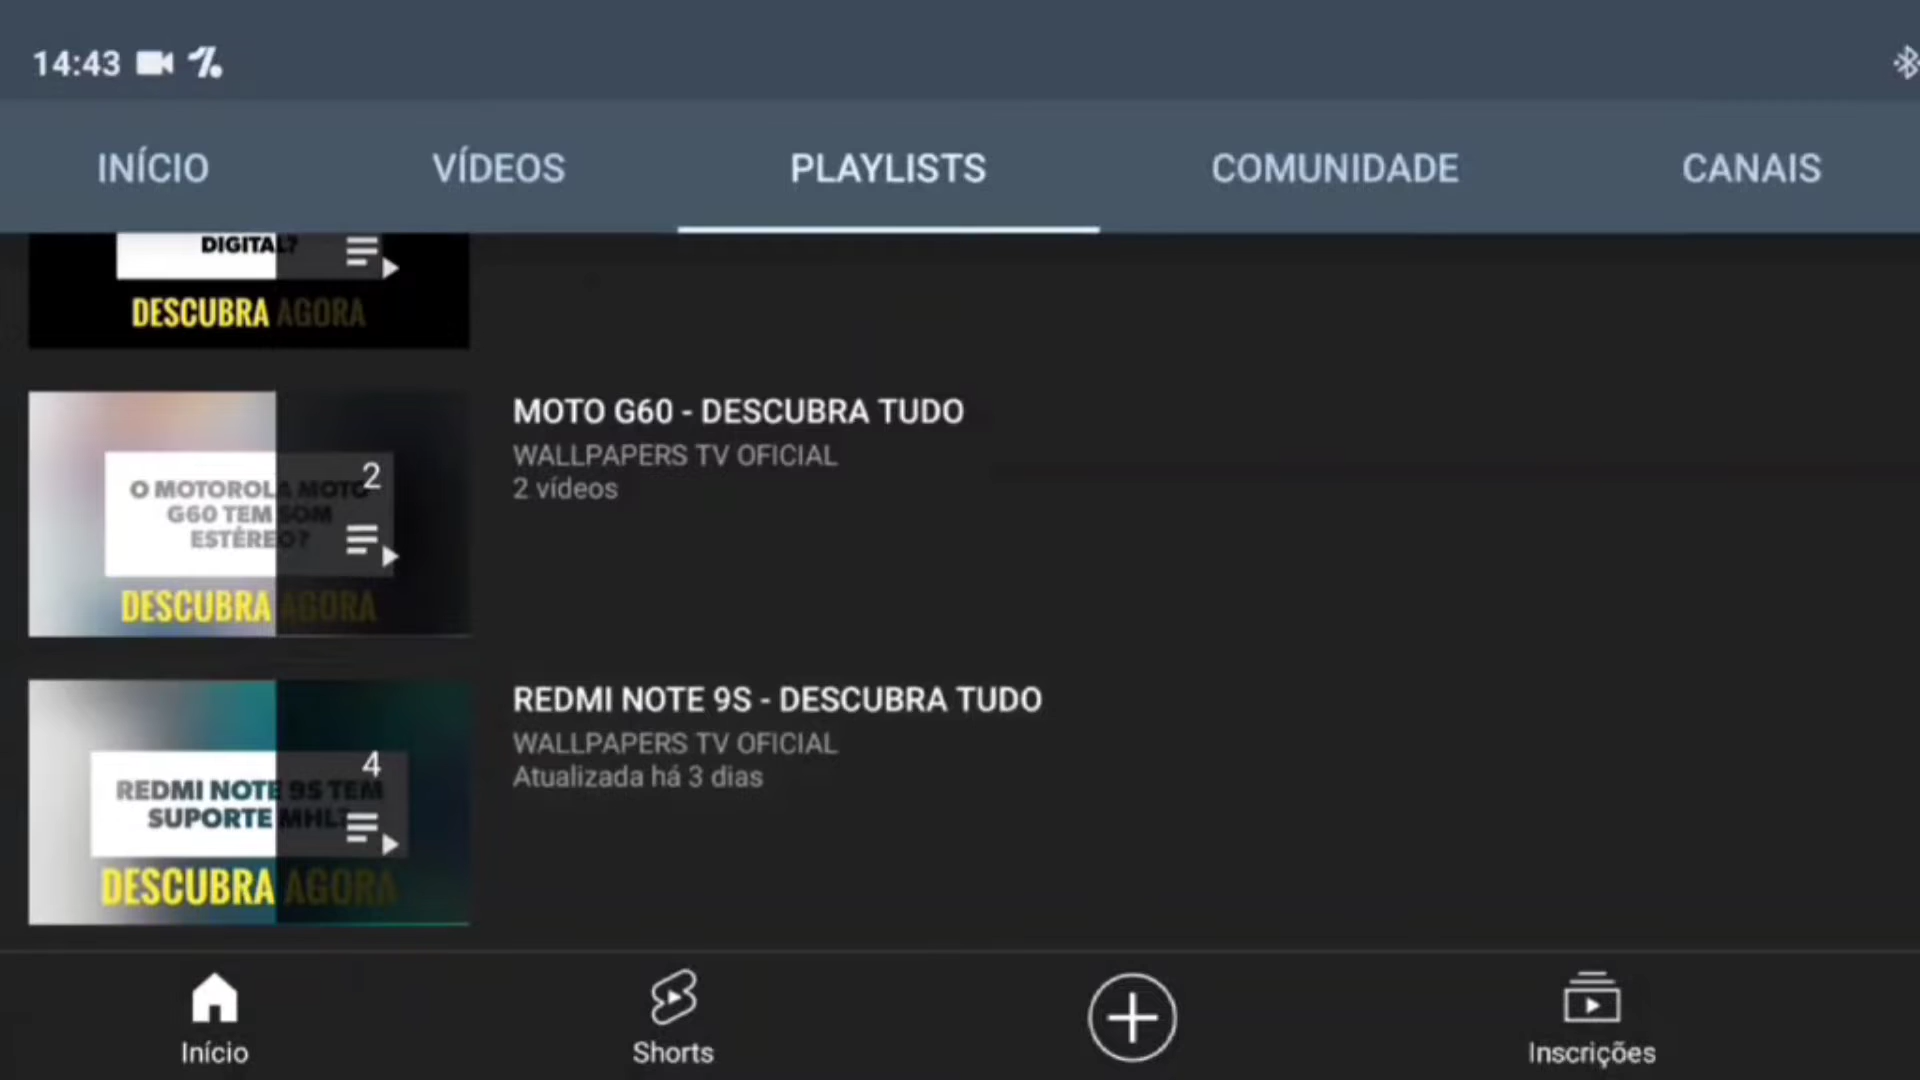 14:43
INÍCIO VÍDEOS PLAYLISTS COMUNIDADE CANAIS
DIGITAL?
DESCUBRA AGORA
MOTO G60 - DESCUBRA TUDO
WALLPAPERS TV OFICIAL
2 vídeos
2
O MOTOROLA MOTO
G60 TEM SOM
ESTÉREO?
DESCUBRA AGORA
REDMI NOTE 9S - DESCUBRA TUDO
WALLPAPERS TV OFICIAL
Atualizada há 3 dias
4
REDMI NOTE 9S TEM
SUPORTE MHL?
DESCUBRA AGORA
Início Shorts Inscrições